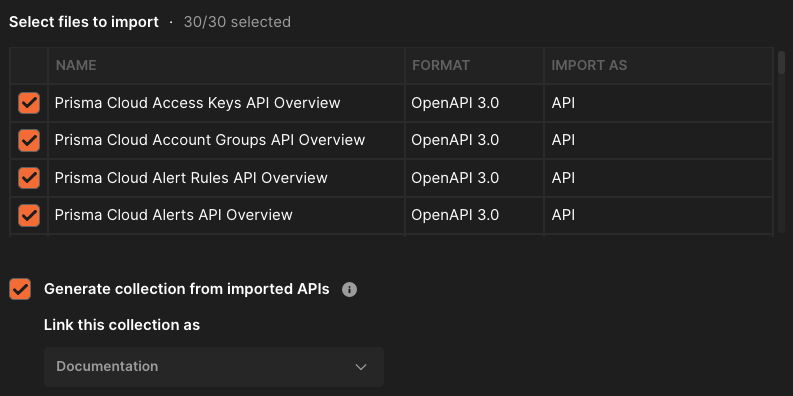 Select files to import · 30/30 selected
NAME FORMAT IMPORT AS
Prisma Cloud Access Keys API Overview OpenAPI 3.0 API
Prisma Cloud Account Groups API Overview OpenAPI 3.0 API
Prisma Cloud Alert Rules API Overview OpenAPI 3.0 API
Prisma Cloud Alerts API Overview OpenAPI 3.0 API
Generate collection from imported APIs
Link this collection as
Documentation